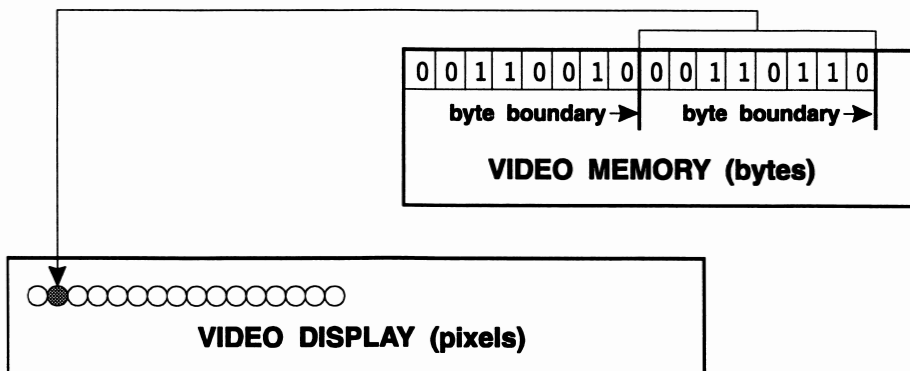 0 0 1 1 0 0 1 0 0 0 1 1 0 1 1 0
byte boundary byte boundary
VIDEO MEMORY (bytes)
VIDEO DISPLAY (pixels)